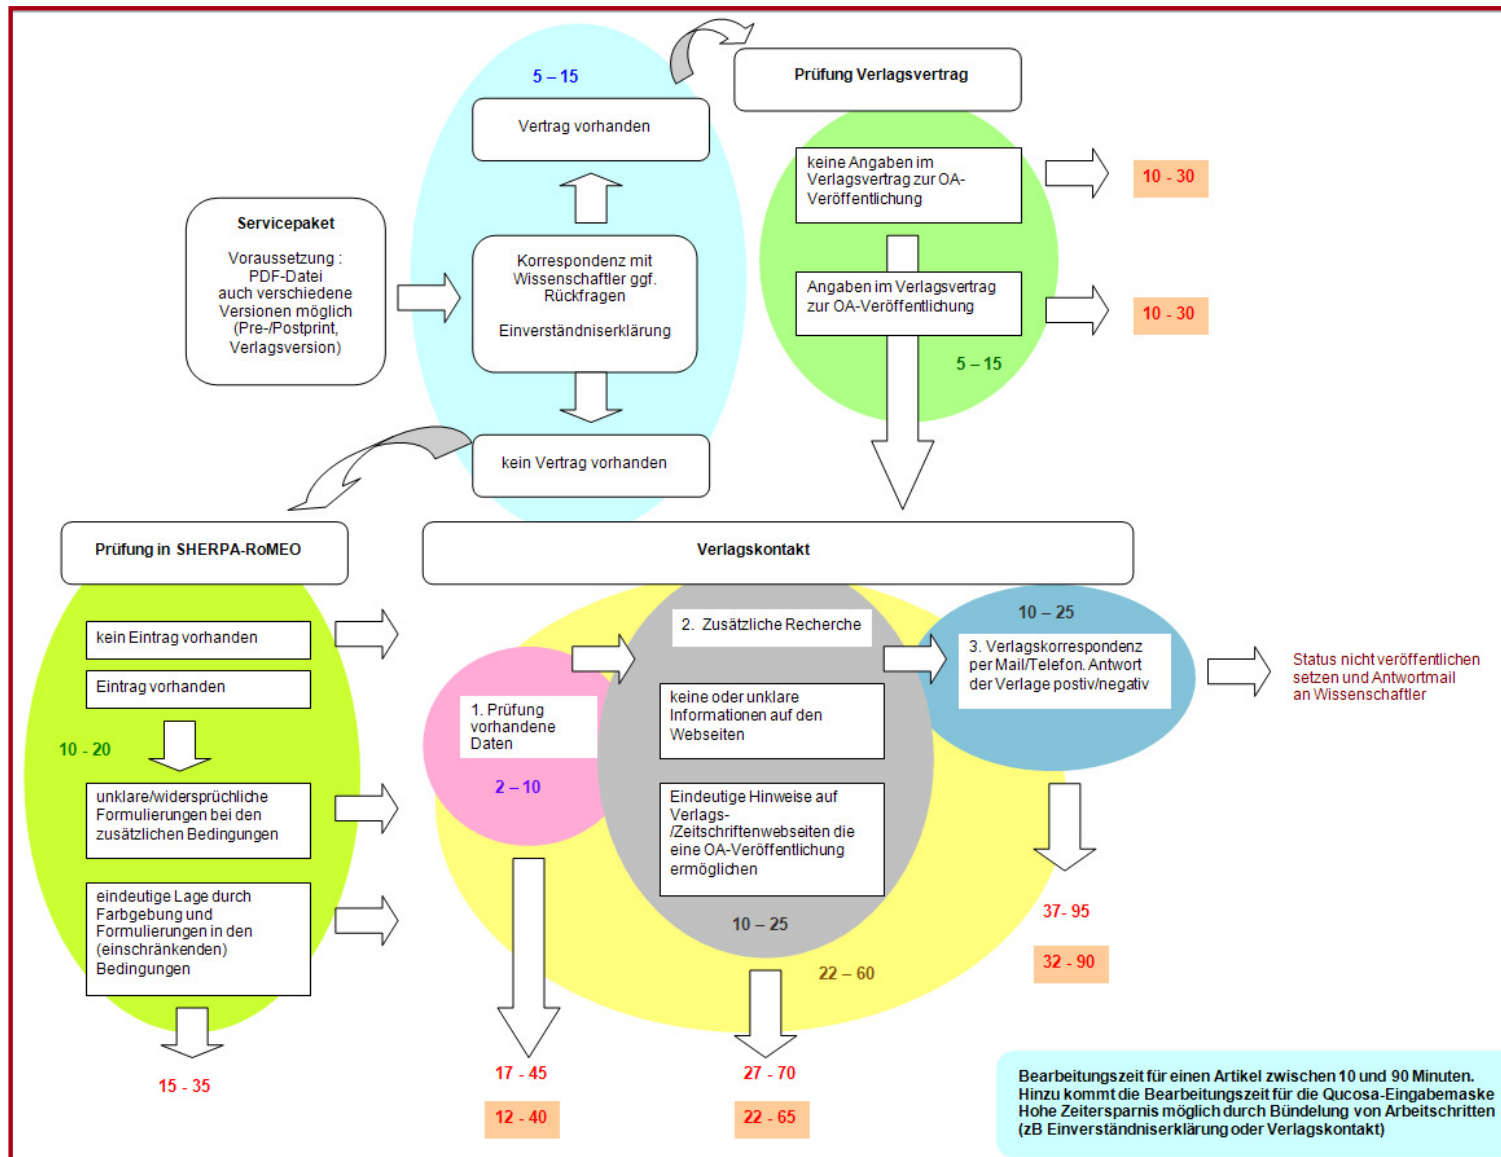 5 – 15
Vertrag vorhanden
Servicepaket
Voraussetzung :
PDF-Datei
auch verschiedene
Versionen möglich
(Pre-/Postprint,
Verlagsversion)
Korrespondenz mit
Wissenschaftler ggf.
Rückfragen
Einverständniserklärung
kein Vertrag vorhanden
Prüfung Verlagsvertrag
keine Angaben im
Verlagsvertrag zur OA-
Veröffentlichung
10 - 30
Angaben im Verlagsvertrag
zur OA-Veröffentlichung
10 - 30
5 – 15
Prüfung in SHERPA-RoMEO
kein Eintrag vorhanden
Eintrag vorhanden
10 - 20
unklare/widersprüchliche
Formulierungen bei den
zusätzlichen Bedingungen
eindeutige Lage durch
Farbgebung und
Formulierungen in den
(einschränkenden)
Bedingungen
15 - 35
Verlagskontakt
1. Prüfung
vorhandene
Daten
2 – 10
17 - 45
12 - 40
2. Zusätzliche Recherche
keine oder unklare
Informationen auf den
Webseiten
Eindeutige Hinweise auf
Verlags-
/Zeitschriftenwebseiten die
eine OA-Veröffentlichung
ermöglichen
10 – 25
22 – 60
27 - 70
22 - 65
10 – 25
3. Verlagskorrespondenz
per Mail/Telefon. Antwort
der Verlage postiv/negativ
37- 95
32 - 90
Status nicht veröffentlichen
setzen und Antwortmail
an Wissenschaftler
Bearbeitungszeit für einen Artikel zwischen 10 und 90 Minuten.
Hinzu kommt die Bearbeitungszeit für die Qucosa-Eingabemaske
Hohe Zeitersparnis möglich durch Bündelung von Arbeitschritten
(zB Einverständniserklärung oder Verlagskontakt)